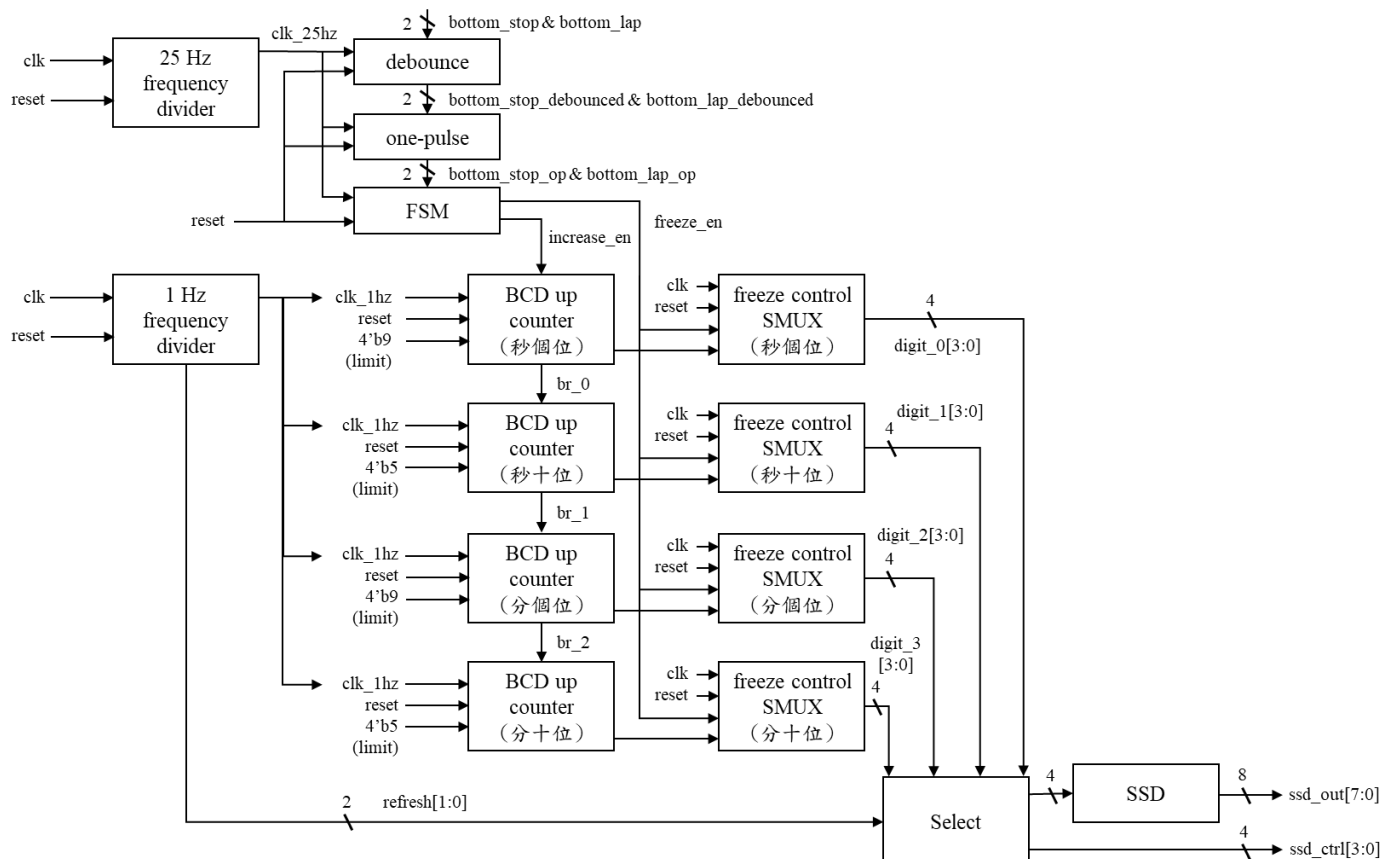 2
bottom_stop & bottom_lap
clk_25hz
clk
reset
25 Hz
frequency
divider
debounce
2
bottom_stop_debounced & bottom_lap_debounced
one-pulse
2
bottom_stop_op & bottom_lap_op
reset
FSM
freeze_en
increase_en
clk
reset
1 Hz
frequency
divider
clk_1hz
reset
4’b9
(limit)
BCD up
counter
（秒個位）
clk
reset
freeze control
SMUX
（秒個位）
4
digit_0[3:0]
br_0
clk_1hz
reset
4’b5
(limit)
BCD up
counter
（秒十位）
clk
reset
freeze control
SMUX
（秒十位）
digit_1[3:0]
4
br_1
clk_1hz
reset
4’b9
(limit)
BCD up
counter
（分個位）
clk
reset
freeze control
SMUX
（分個位）
digit_2[3:0]
4
br_2
clk_1hz
reset
4’b5
(limit)
BCD up
counter
（分十位）
clk
reset
freeze control
SMUX
（分十位）
digit_3
[3:0]
4
2
refresh[1:0]
Select
4
SSD
8
ssd_out[7:0]
4
ssd_ctrl[3:0]